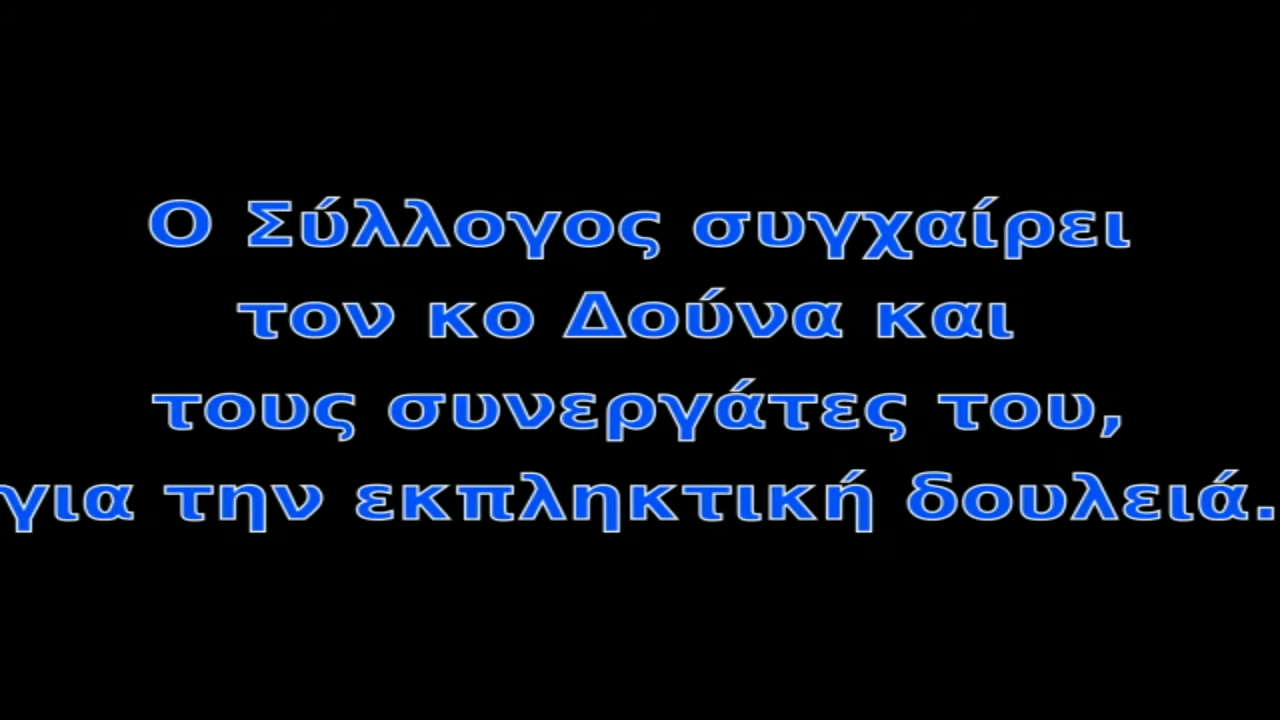 Ο Σύλλογος συγχαίρει
τον κο Δούνα και
τους συνεργάτες του,
για την εκπληκτική δουλειά.